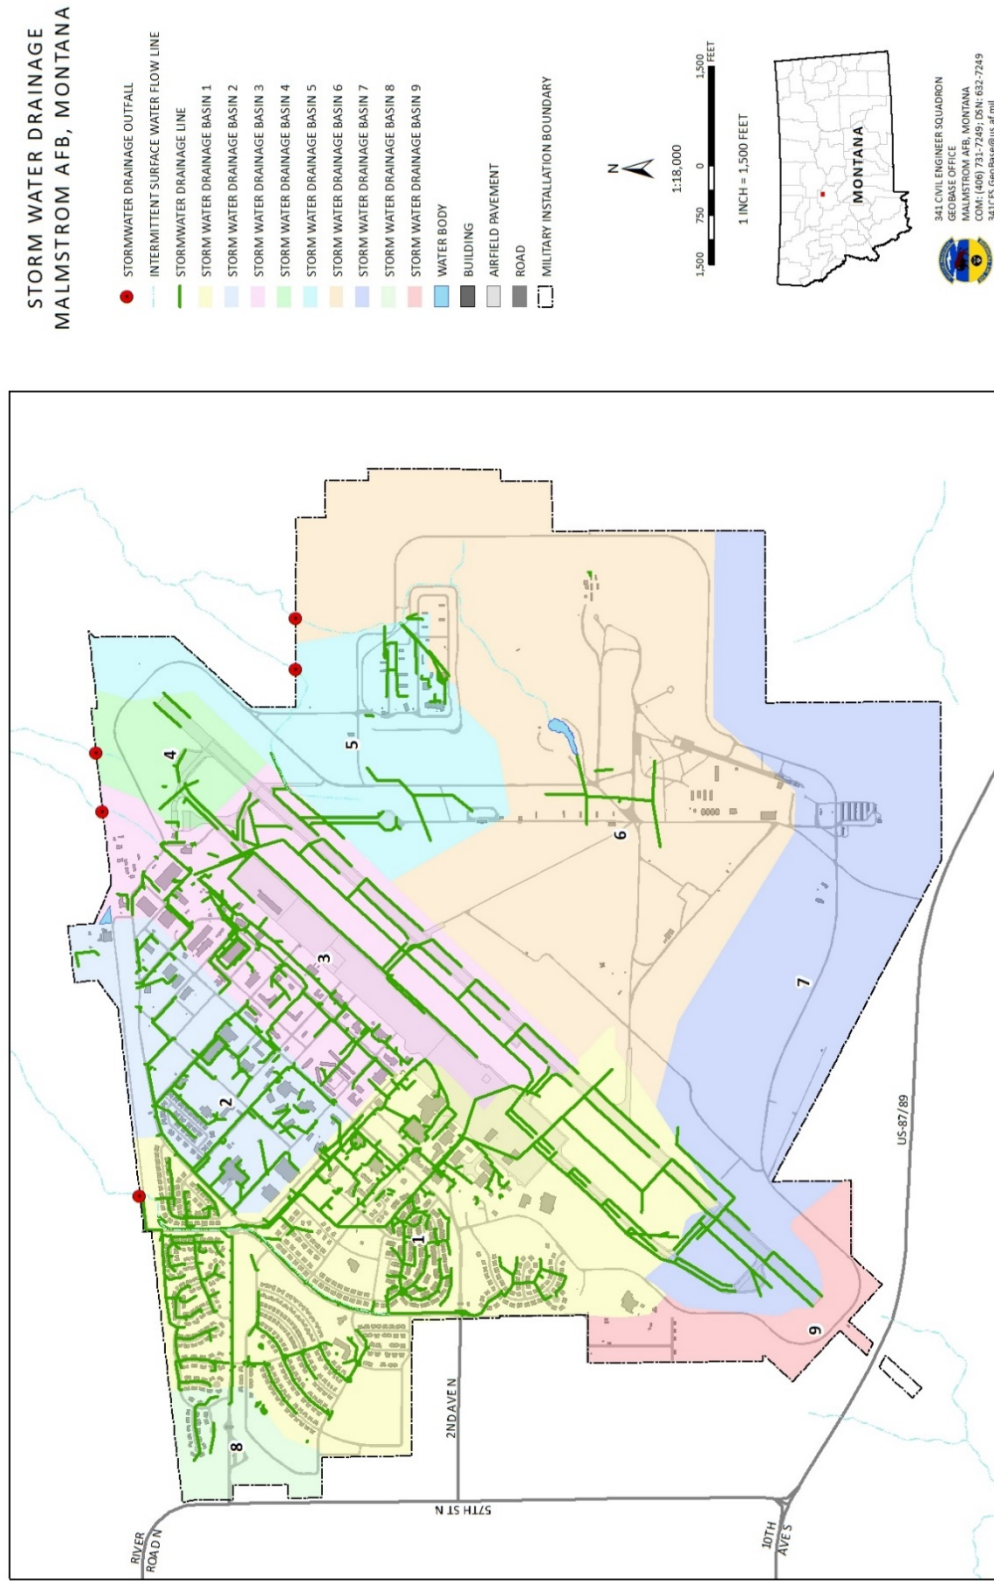 STORM WATER DRAINAGE
MALMSTROM AFB, MONTANA
STORMWATER DRAINAGE OUTFALL
INTERMITTENT SURFACE WATER FLOW LINE
STORMWATER DRAINAGE LINE
STORM WATER DRAINAGE BASIN 1
STORM WATER DRAINAGE BASIN 2
STORM WATER DRAINAGE BASIN 3
STORM WATER DRAINAGE BASIN 4
STORM WATER DRAINAGE BASIN 5
STORM WATER DRAINAGE BASIN 6
STORM WATER DRAINAGE BASIN 7
STORM WATER DRAINAGE BASIN 8
STORM WATER DRAINAGE BASIN 9
WATER BODY
BUILDING
AIRFIELD PAVEMENT
ROAD
MILITARY INSTALLATION BOUNDARY
N
1:18,000
1,500 750 0 1,500
FEET
1 INCH = 1,500 FEET
MONTANA
341 CIVIL ENGINEER SQUADRON
GEOBASE OFFICE
MALMSTROM AFB, MONTANA
COM: (406) 731-7249; DSN: 632-7249
341CES.GeoBase@us.af.mil
RIVER
ROAD N
57TH ST N
2ND AVE N
10TH
AVE S
US-87/89
8
1
2
3
4
5
6
7
9